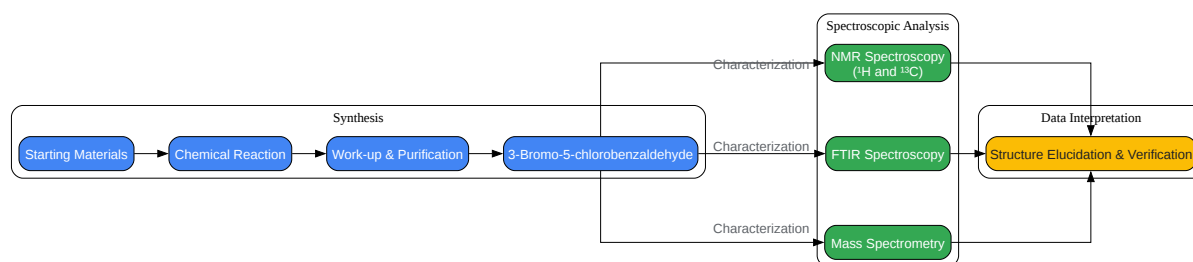 Spectroscopic Analysis
NMR Spectroscopy
(¹H and ¹³C)
Characterization
Synthesis
Data Interpretation
Starting Materials
Chemical Reaction
Work-up & Purification
3-Bromo-5-chlorobenzaldehyde
Characterization
FTIR Spectroscopy
Structure Elucidation & Verification
Characterization
Mass Spectrometry